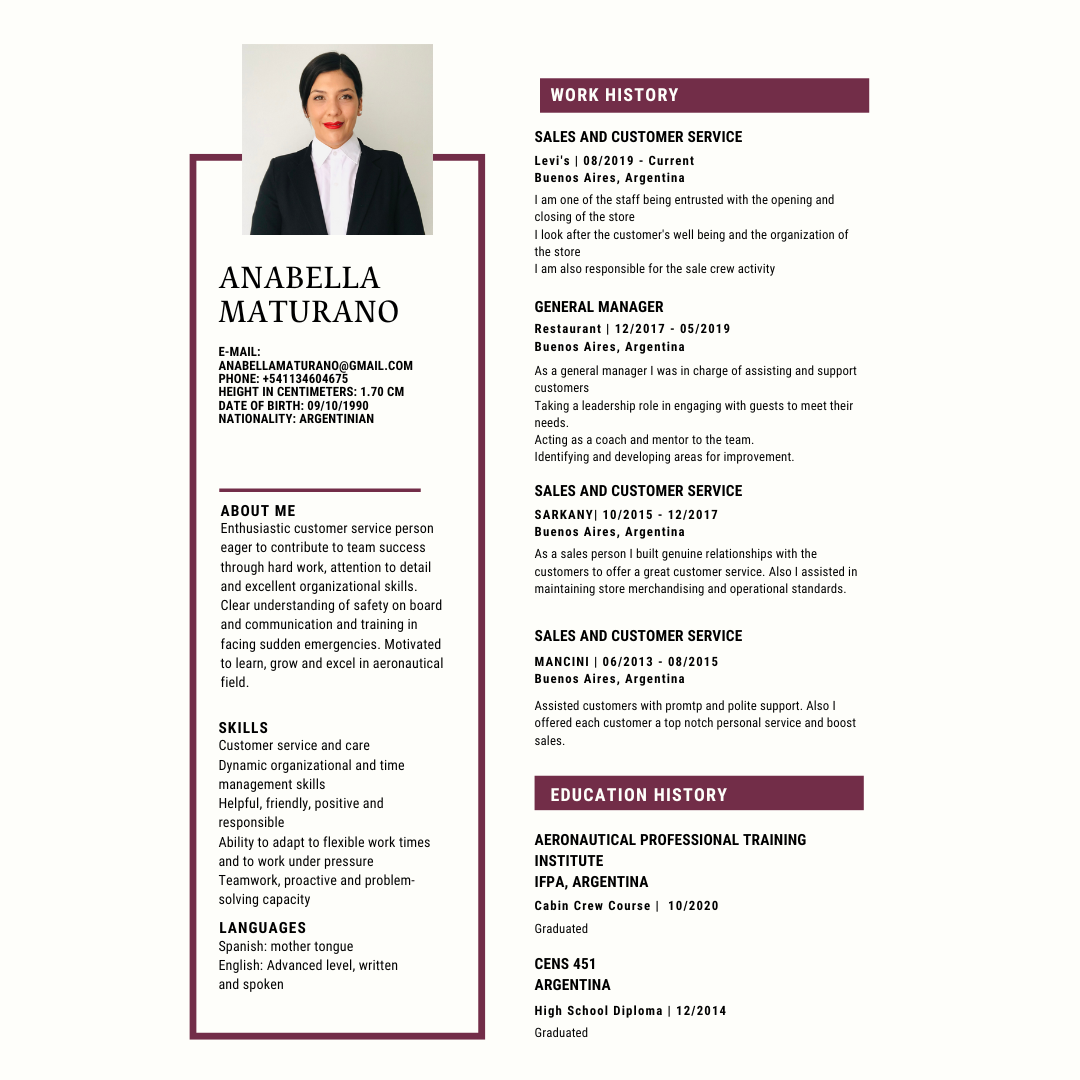 ANABELLA
MATURANO
E-MAIL:
ANABELLAMATURANO@GMAIL.COM
PHONE: +541134604675
HEIGHT IN CENTIMETERS: 1.70 CM
DATE OF BIRTH: 09/10/1990
NATIONALITY: ARGENTINIAN
ABOUT ME
Enthusiastic customer service person
eager to contribute to team success
through hard work, attention to detail
and excellent organizational skills.
Clear understanding of safety on board
and communication and training in
facing sudden emergencies. Motivated
to learn, grow and excel in aeronautical
field.
SKILLS
Customer service and care
Dynamic organizational and time
management skills
Helpful, friendly, positive and
responsible
Ability to adapt to flexible work times
and to work under pressure
Teamwork, proactive and problem-
solving capacity
LANGUAGES
Spanish: mother tongue
English: Advanced level, written
and spoken
WORK HISTORY
SALES AND CUSTOMER SERVICE
Levi's | 08/2019 - Current
Buenos Aires, Argentina
I am one of the staff being entrusted with the opening and
closing of the store
I look after the customer's well being and the organization of
the store
I am also responsible for the sale crew activity
GENERAL MANAGER
Restaurant | 12/2017 - 05/2019
Buenos Aires, Argentina
As a general manager I was in charge of assisting and support
customers
Taking a leadership role in engaging with guests to meet their
needs.
Acting as a coach and mentor to the team.
Identifying and developing areas for improvement.
SALES AND CUSTOMER SERVICE
SARKANY| 10/2015 - 12/2017
Buenos Aires, Argentina
As a sales person I built genuine relationships with the
customers to offer a great customer service. Also I assisted in
maintaining store merchandising and operational standards.
SALES AND CUSTOMER SERVICE
MANCINI | 06/2013 - 08/2015
Buenos Aires, Argentina
Assisted customers with promtp and polite support. Also I
offered each customer a top notch personal service and boost
sales.
EDUCATION HISTORY
AERONAUTICAL PROFESSIONAL TRAINING
INSTITUTE
IFPA, ARGENTINA
Cabin Crew Course | 10/2020
Graduated
CENS 451
ARGENTINA
High School Diploma | 12/2014
Graduated